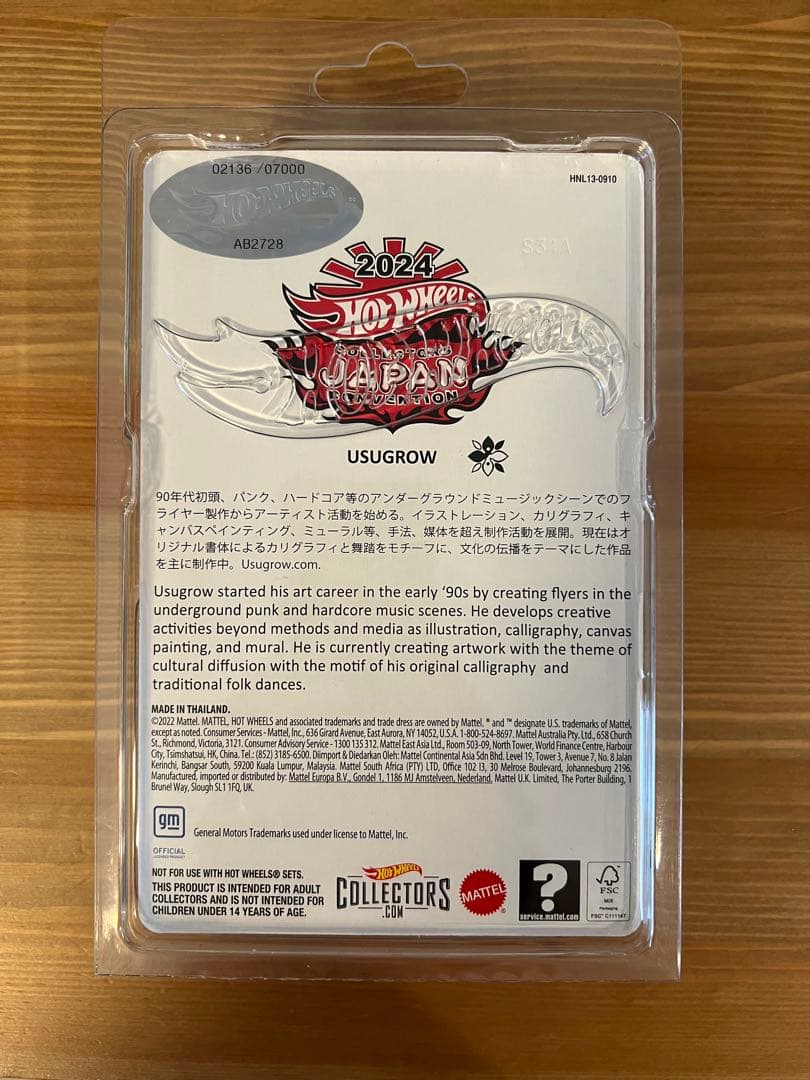 02136 /07000
HOT WHEELS
AB2728
HNL13-0910
S31A
2024
HOT WHEELS
COLLECTORS
JAPAN
CONVENTION
USUGROW
90年代初頭、パンク、ハードコア等のアンダーグラウンドミュージックシーンでのフ
ライヤー製作からアーティスト活動を始める。イラストレーション、カリグラフィ、キ
ャンバスペインティング、ミューラル等、手法、媒体を超え制作活動を展開。現在はオ
リジナル書体によるカリグラフィと舞踏をモチーフに、文化の伝播をテーマにした作品
を主に制作中。Usugrow.com.
Usugrow started his art career in the early ‘90s by creating flyers in the
underground punk and hardcore music scenes. He develops creative
activities beyond methods and media as illustration, calligraphy, canvas
painting, and mural. He is currently creating artwork with the theme of
cultural diffusion with the motif of his original calligraphy and
traditional folk dances.
MADE IN THAILAND.
©2022 Mattel. MATTEL, HOT WHEELS and associated trademarks and trade dress are owned by Mattel. ® and ™ designate U.S. trademarks of Mattel,
except as noted. Consumer Services - Mattel, Inc., 636 Girard Avenue, East Aurora, NY 14052, U.S.A. 1-800-524-8697. Mattel Australia Pty. Ltd., 658 Church
St., Richmond, Victoria, 3121. Consumer Advisory Service - 1300 135 312. Mattel East Asia Ltd., Room 503-09, North Tower, World Finance Centre, Harbour
City, Tsimshatsui, HK, China. Tel.: (852) 3185-6500. Diimport & Diedarkan Oleh: Mattel Continental Asia Sdn Bhd. Level 19, Tower 3, Avenue 7, No. 8 Jalan
Kerinchi, Bangsar South, 59200 Kuala Lumpur, Malaysia. Mattel South Africa (PTY) LTD, Office 102 I3, 30 Melrose Boulevard, Johannesburg 2196.
Manufactured, imported or distributed by: Mattel Europa B.V., Gondel 1, 1186 MJ Amstelveen, Nederland. Mattel U.K. Limited, The Porter Building, 1
Brunel Way, Slough SL1 1FQ, UK.
gm
General Motors Trademarks used under license to Mattel, Inc.
OFFICIAL
LICENSED PRODUCT
NOT FOR USE WITH HOT WHEELS® SETS.
THIS PRODUCT IS INTENDED FOR ADULT
COLLECTORS AND IS NOT INTENDED FOR
CHILDREN UNDER 14 YEARS OF AGE.
HOT WHEELS
COLLECTORS
.COM
MATTEL
®
?
service.mattel.com
FSC
MIX
Packaging
FSC® C111147